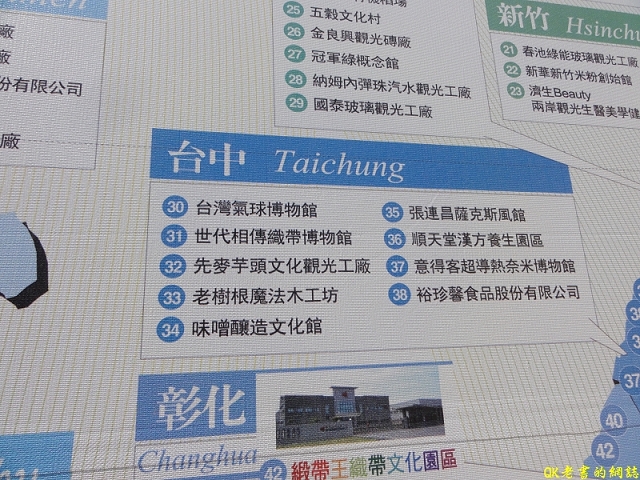 廠
廠
份有限公司
廠
25 五穀文化村
26 金良興觀光磚廠
27 冠軍綠概念館
28 納姆內彈珠汽水觀光工廠
29 國泰玻璃觀光工廠
新竹 Hsinchu
21 春池綠能玻璃觀光工廠
22 新華新竹米粉創始館
23 濟生Beauty
兩岸觀光生醫美學健
台中 Taichung
30 台灣氣球博物館
31 世代相傳織帶博物館
32 先麥芋頭文化觀光工廠
33 老樹根魔法木工坊
34 味噌釀造文化館
35 張連昌薩克斯風館
36 順天堂漢方養生園區
37 意得客超導熱奈米博物館
38 裕珍馨食品股份有限公司
彰化
Changhua
42 緞帶王織帶文化園區
37
40
42
QK老書的網誌